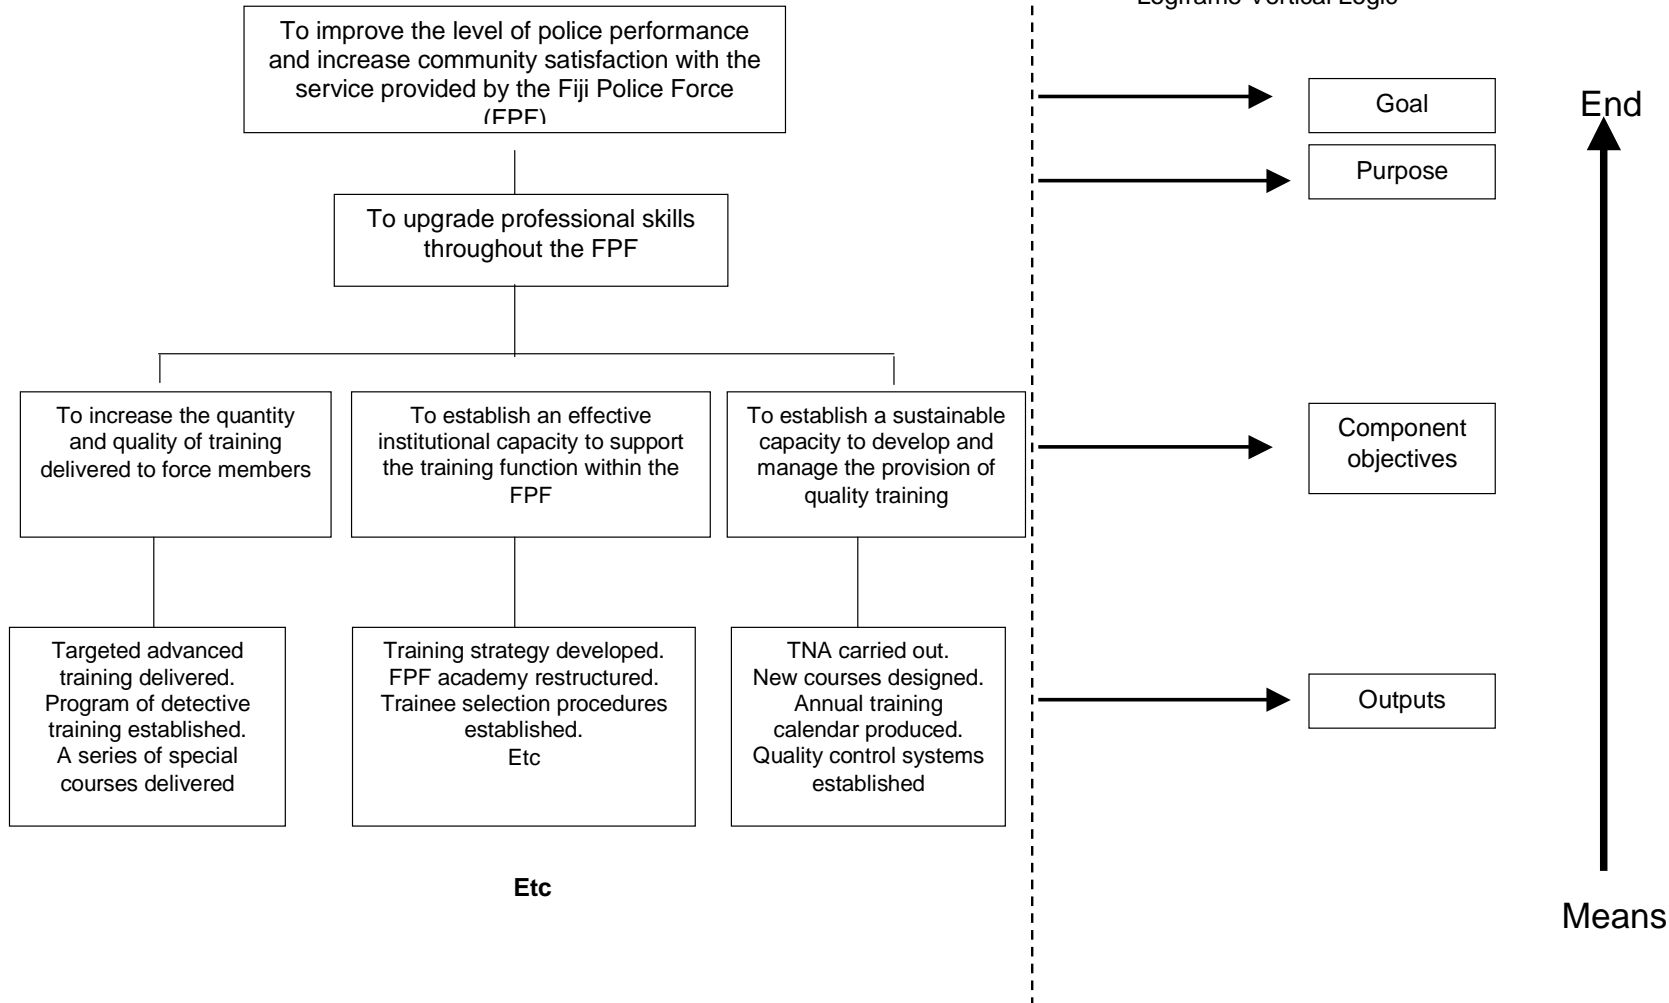 Logframe Vertical Logic
To improve the level of police performance
and increase community satisfaction with the
service provided by the Fiji Police Force
(FPF)
Goal
End
Purpose
To upgrade professional skills
throughout the FPF
To increase the quantity
and quality of training
delivered to force members
To establish an effective
institutional capacity to support
the training function within the
FPF
To establish a sustainable
capacity to develop and
manage the provision of
quality training
Component
objectives
Targeted advanced
training delivered.
Program of detective
training established.
A series of special
courses delivered
Training strategy developed.
FPF academy restructured.
Trainee selection procedures
established.
Etc
TNA carried out.
New courses designed.
Annual training
calendar produced.
Quality control systems
established
Outputs
Etc
Means